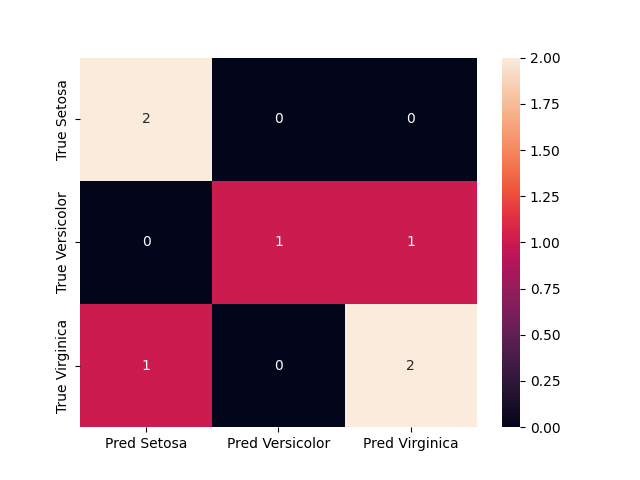 True Setosa
2 0 0
True Versicolor
0 1 1
True Virginica
1 0 2
Pred Setosa Pred Versicolor Pred Virginica
2.00
1.75
1.50
1.25
1.00
0.75
0.50
0.25
0.00